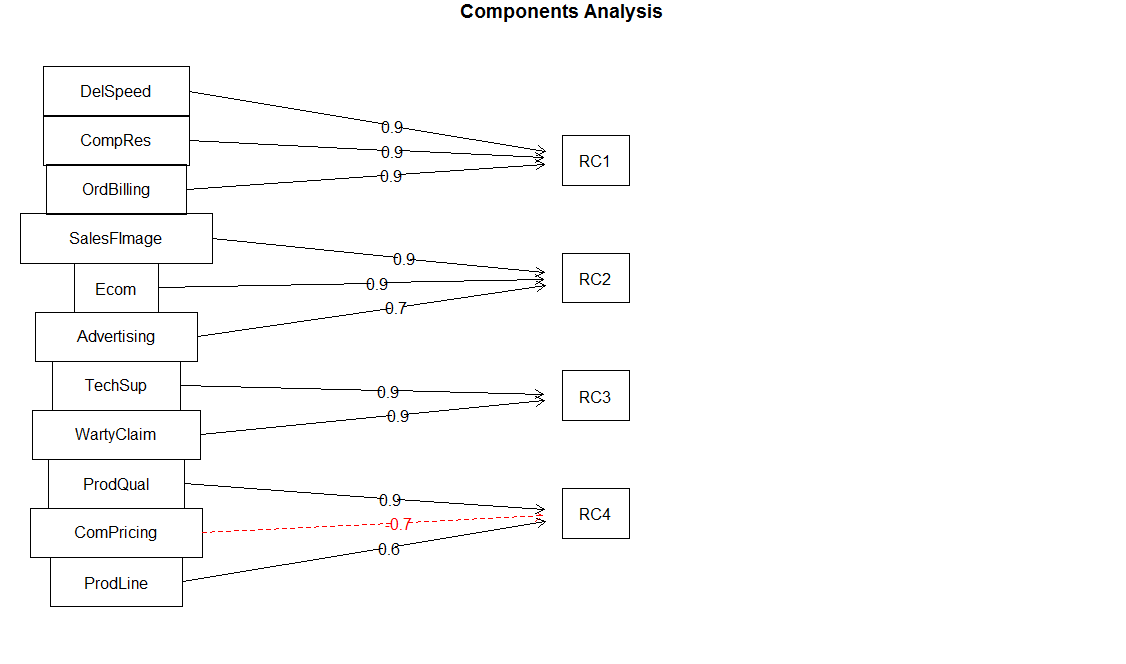 Components Analysis
DelSpeed
0.9
CompRes
0.9
RC1
OrdBilling
0.9
SalesFImage
0.9
Ecom
0.9
RC2
Advertising
0.7
TechSup
0.9
RC3
WartyClaim
0.9
ProdQual
0.9
ComPricing
-0.7
RC4
ProdLine
0.6